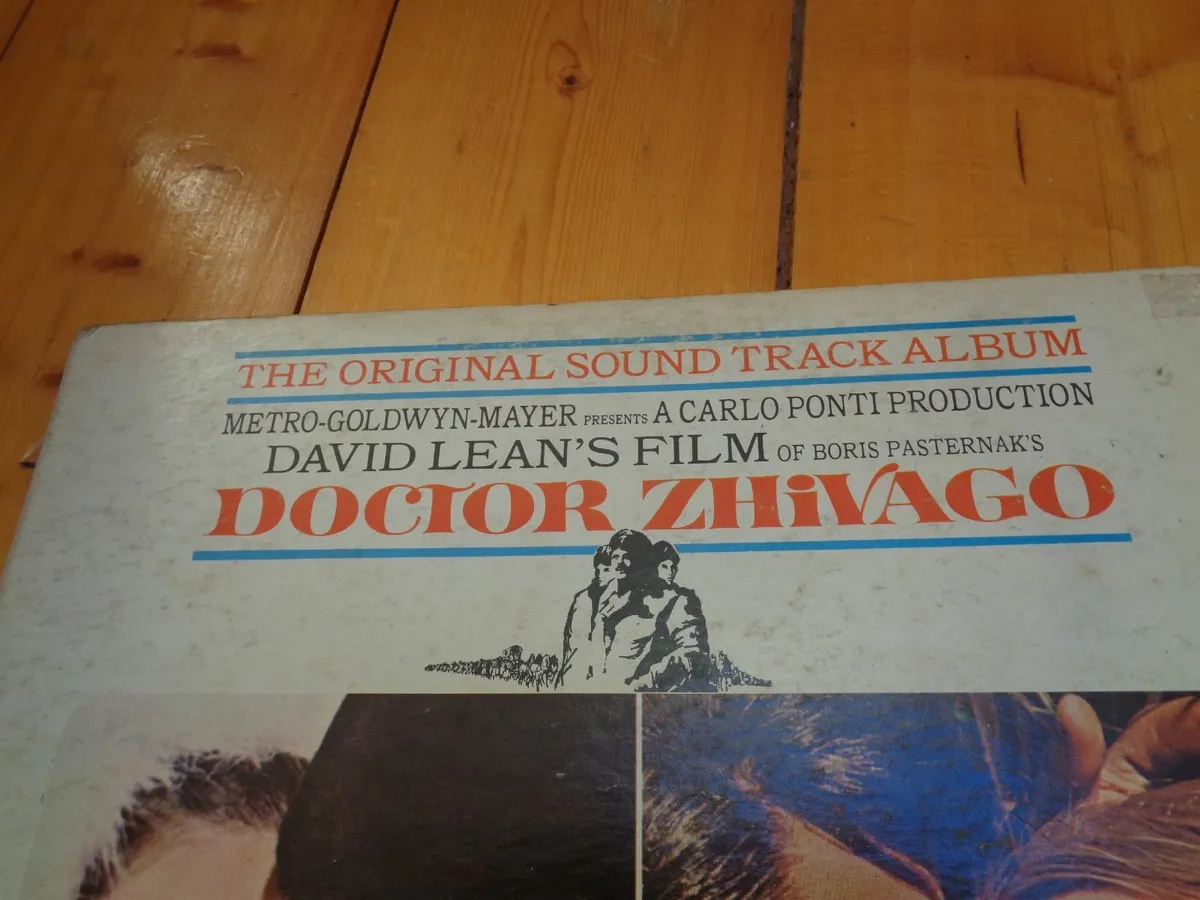 THE ORIGINAL SOUND TRACK ALBUM
METRO-GOLDWYN-MAYER PRESENTS A CARLO PONTI PRODUCTION
DAVID LEAN'S FILM OF BORIS PASTERNAK'S
DOCTOR ZHiVAGO